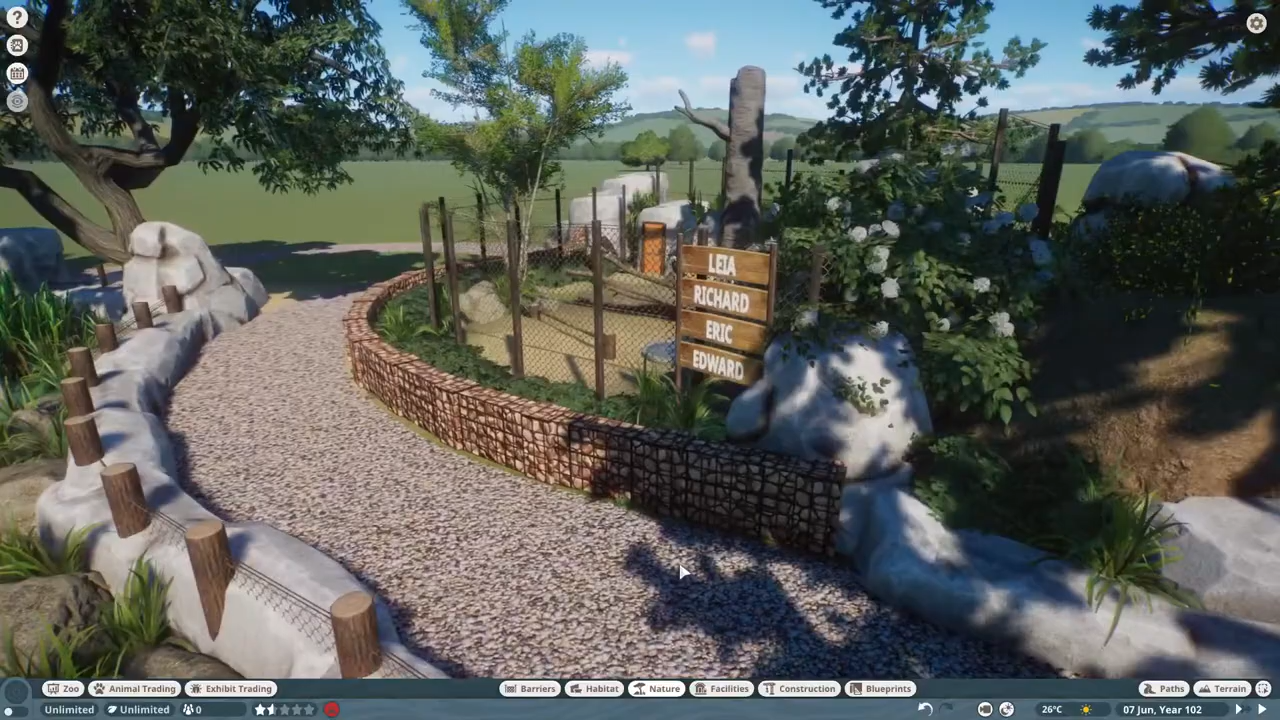 ?
LEIA
RICHARD
ERIC
EDWARD
Zoo
Animal Trading
Exhibit Trading
Barriers
Habitat
Nature
Facilities
Construction
Blueprints
Paths
Terrain
Unlimited
Unlimited
0
26°C
07 Jun, Year 102